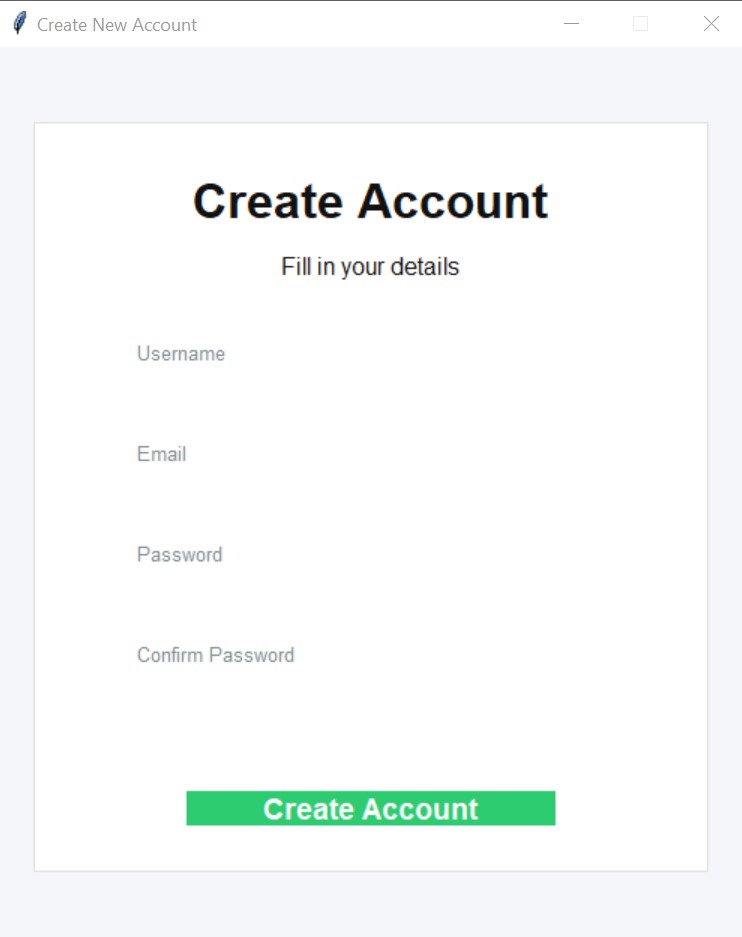 Create New Account
Create Account
Fill in your details
Username
Email
Password
Confirm Password
Create Account